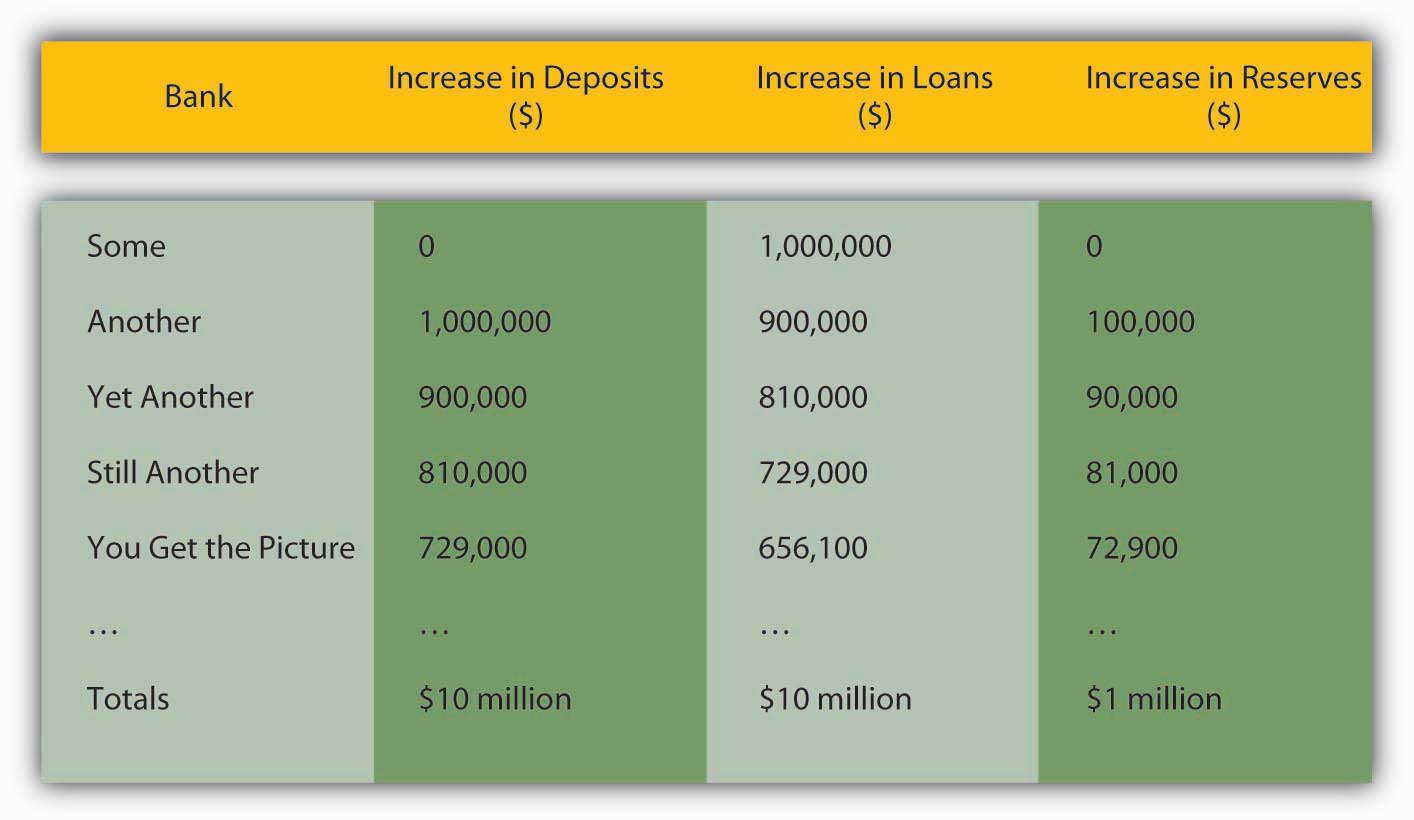 Bank Increase in Deposits ($) Increase in Loans ($) Increase in Reserves ($)
Some 0 1,000,000 0
Another 1,000,000 900,000 100,000
Yet Another 900,000 810,000 90,000
Still Another 810,000 729,000 81,000
You Get the Picture 729,000 656,100 72,900
… … … …
Totals $10 million $10 million $1 million